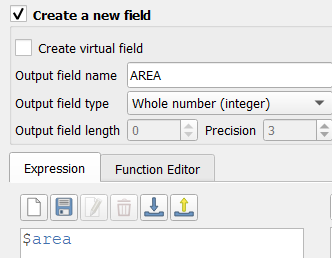 Create a new field
Create virtual field
Output field name AREA
Output field type Whole number (integer)
Output field length 0 Precision 3
Expression Function Editor
$area